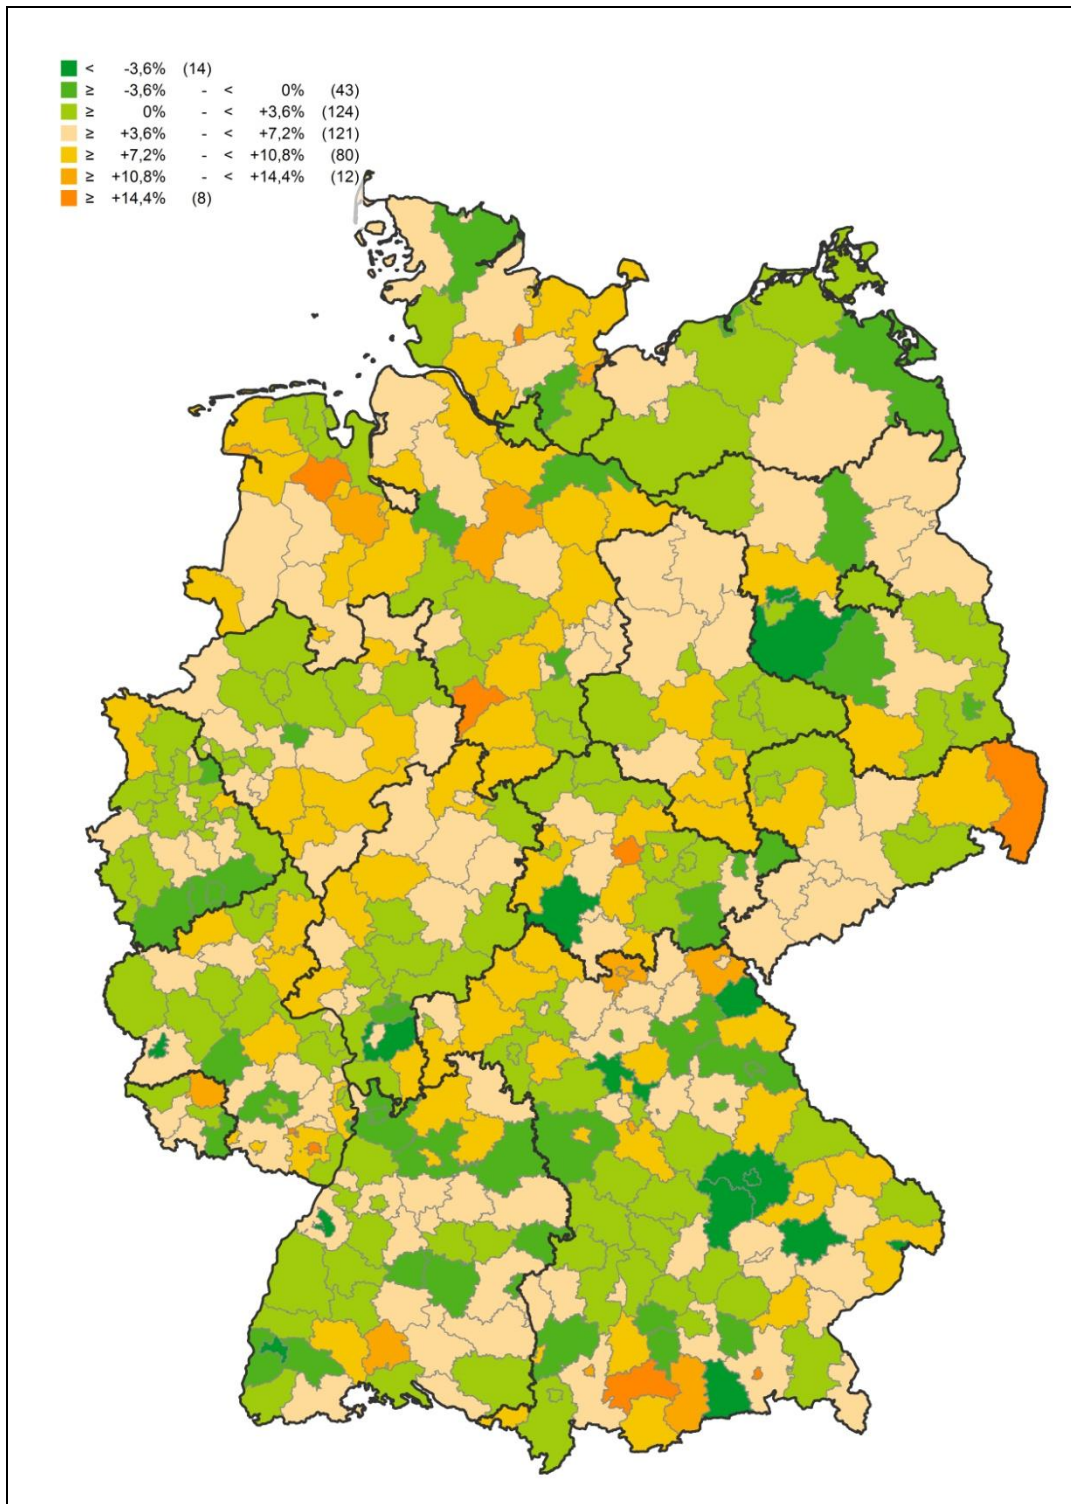 < -3,6% (14)
≥ -3,6% - < 0% (43)
≥ 0% - < +3,6% (124)
≥ +3,6% - < +7,2% (121)
≥ +7,2% - < +10,8% (80)
≥ +10,8% - < +14,4% (12)
≥ +14,4% (8)